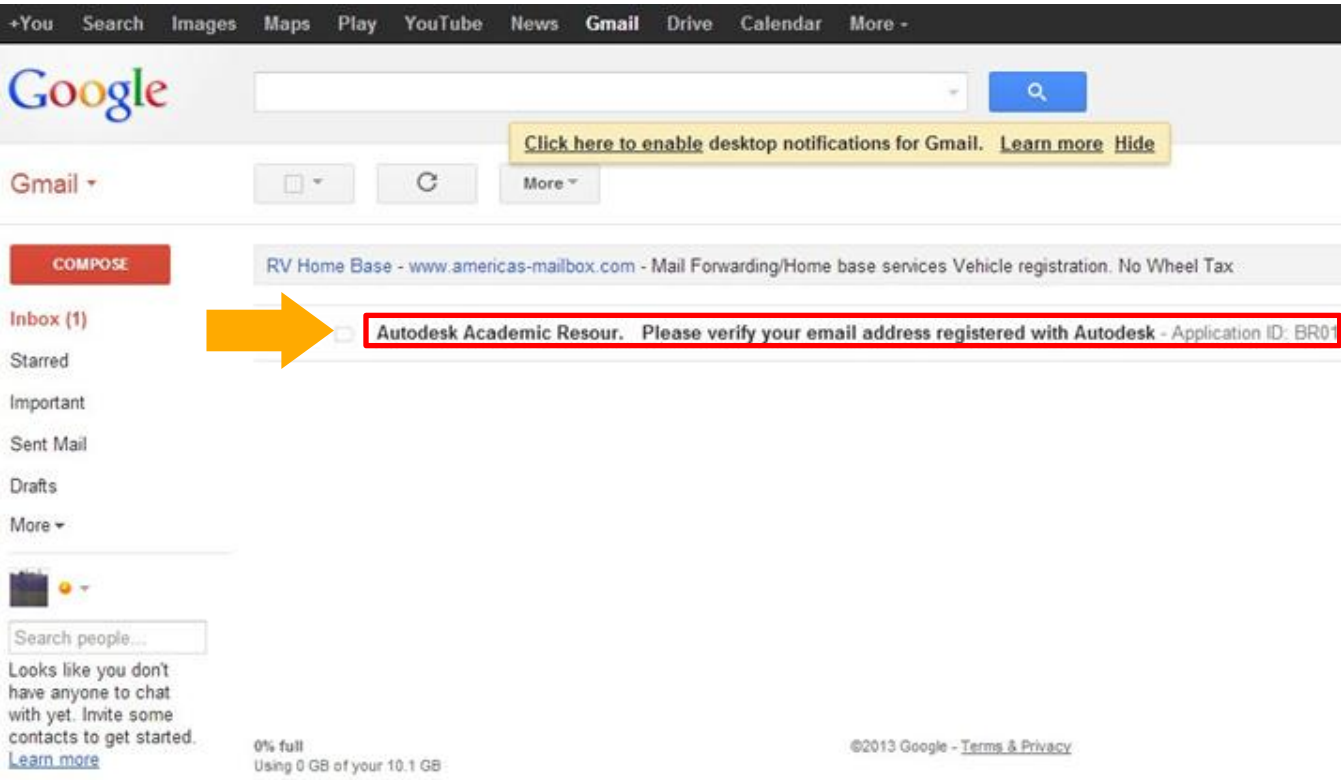 +You Search Images Maps Play YouTube News Gmail Drive Calendar More
Google
Click here to enable desktop notifications for Gmail. Learn more Hide
Gmail
More
COMPOSE
RV Home Base - www.americas-mailbox.com - Mail Forwarding/Home base services Vehicle registration. No Wheel Tax
Inbox (1)
Autodesk Academic Resour. Please verify your email address registered with Autodesk - Application ID: BR01
Starred
Important
Sent Mail
Drafts
More
Search people...
Looks like you don't
have anyone to chat
with yet. Invite some
contacts to get started.
Learn more
0% full
Using 0 GB of your 10.1 GB
©2013 Google - Terms & Privacy